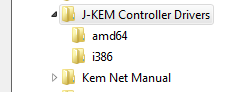 J-KEM Controller Drivers
amd64
i386
Kem Net Manual